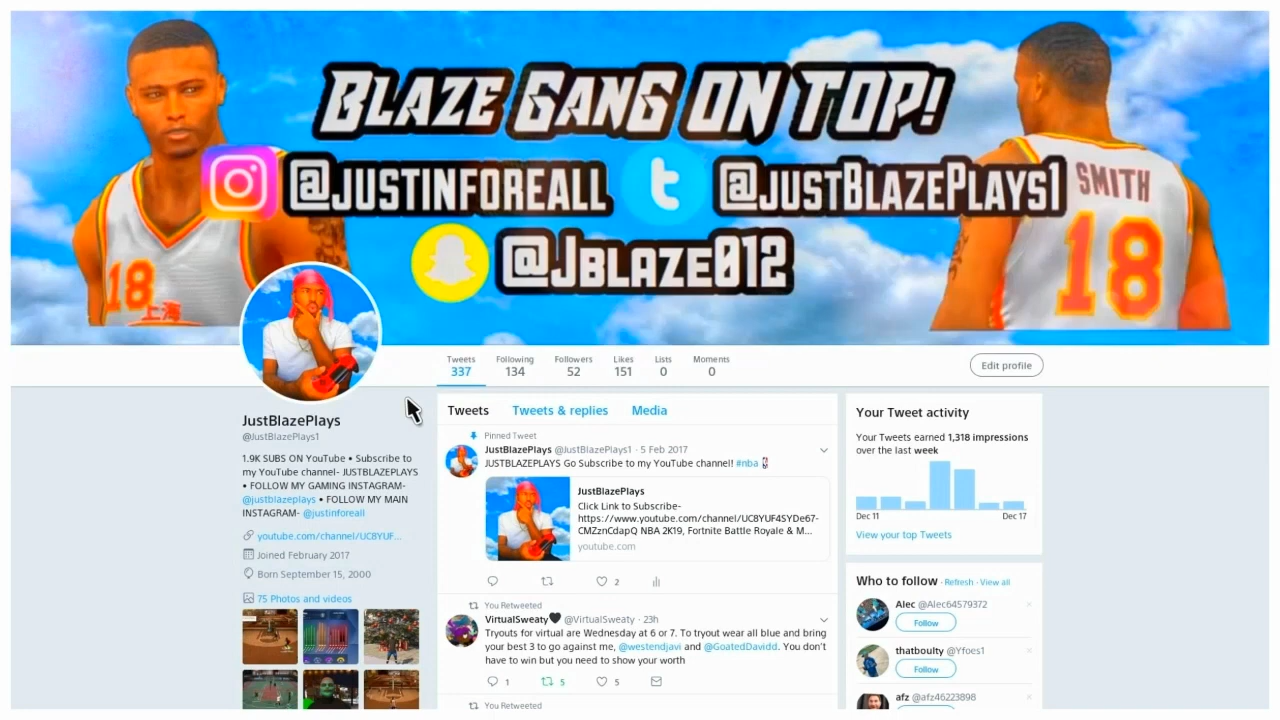 BLAZE GANG ON TOP!
@JUSTINFOREALL @JUSTBLAZEPLAYS1
@JBLAZE012
SMITH
18
18
上海
Tweets Following Followers Likes Lists Moments
337 134 52 151 0 0
Edit profile
JustBlazePlays
@JustBlazePlays1
1.9K SUBS ON YouTube • Subscribe to
my YouTube channel- JUSTBLAZEPLAYS
• FOLLOW MY GAMING INSTAGRAM-
@justblazeplays • FOLLOW MY MAIN
INSTAGRAM- @justinforeall
youtube.com/channel/UC8YUF...
Joined February 2017
Born September 15, 2000
75 Photos and videos
Tweets Tweets & replies Media
Pinned Tweet
JustBlazePlays @JustBlazePlays1 · 5 Feb 2017
JUSTBLAZEPLAYS Go Subscribe to my YouTube channel! #nba
JustBlazePlays
Click Link to Subscribe-
https://www.youtube.com/channel/UC8YUF4SYDe67-
CMZznCdapQ NBA 2K19, Fortnite Battle Royale & M...
youtube.com
2
You Retweeted
VirtualSweaty🖤 @VirtualSweaty · 23h
Tryouts for virtual are Wednesday at 6 or 7. To tryout wear all blue and bring
your best 3 to go against me, @westendjavi and @GoatedDavidd. You don't
have to win but you need to show your worth
1 5 5
You Retweeted
Your Tweet activity
Your Tweets earned 1,318 impressions
over the last week
Dec 11 Dec 17
View your top Tweets
Who to follow · Refresh · View all
Alec @Alec64579372
Follow
thatboulty @Yfoes1
Follow
afz @afz46223898